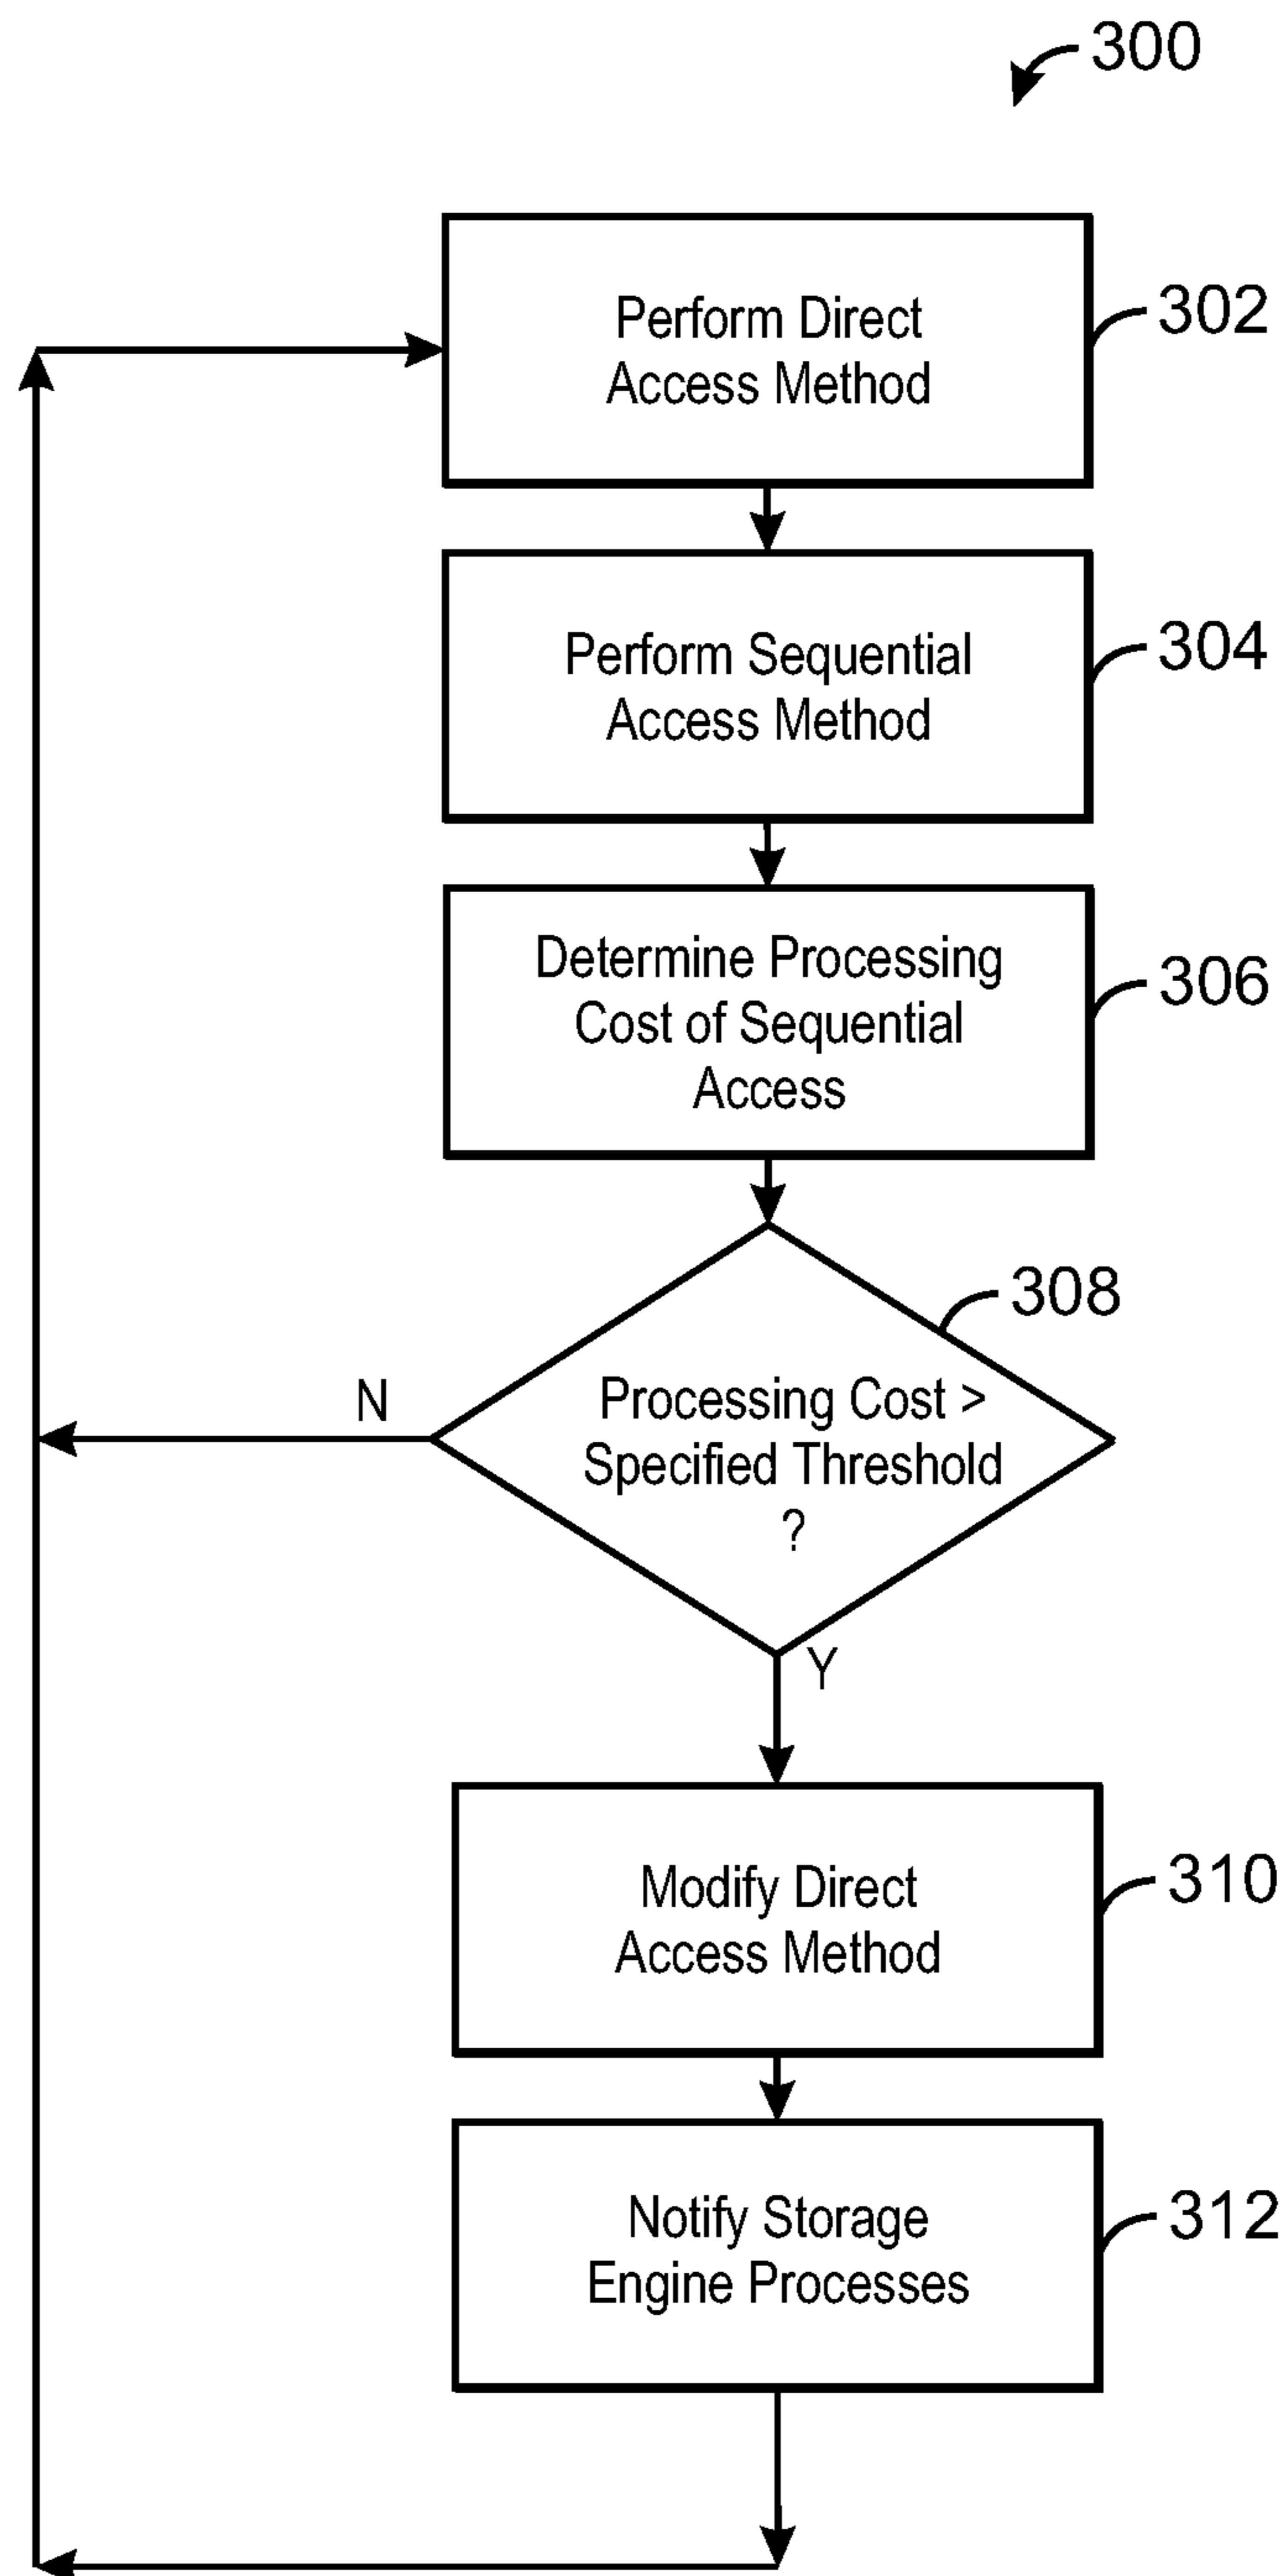 300
Perform Direct
Access Method
302
Perform Sequential
Access Method
304
Determine Processing
Cost of Sequential
Access
306
308
Processing Cost >
Specified Threshold
?
N
Y
Modify Direct
Access Method
310
Notify Storage
Engine Processes
312